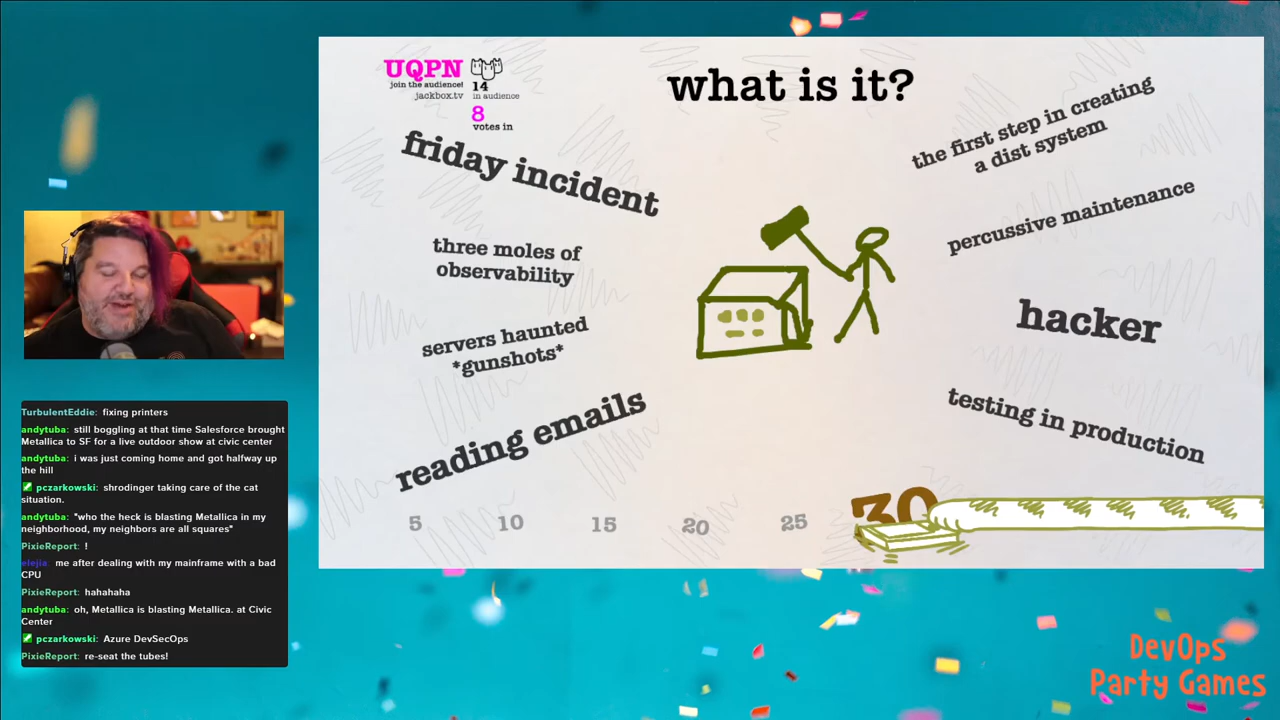 UQPN
join the audience!
jackbox.tv
14
in audience
8
votes in
what is it?
friday incident
three moles of
observability
servers haunted
*gunshots*
reading emails
the first step in creating
a dist system
percussive maintenance
hacker
testing in production
5 10 15 20 25 30
TurbulentEddie: fixing printers
andytuba: still boggling at that time Salesforce brought
Metallica to SF for a live outdoor show at civic center
andytuba: i was just coming home and got halfway up
the hill
pczarkowski: shrodinger taking care of the cat
situation.
andytuba: "who the heck is blasting Metallica in my
neighborhood, my neighbors are all squares"
PixieReport: !
elejia: me after dealing with my mainframe with a bad
CPU
PixieReport: hahahaha
andytuba: oh, Metallica is blasting Metallica. at Civic
Center
pczarkowski: Azure DevSecOps
PixieReport: re-seat the tubes!
DevOps
Party Games